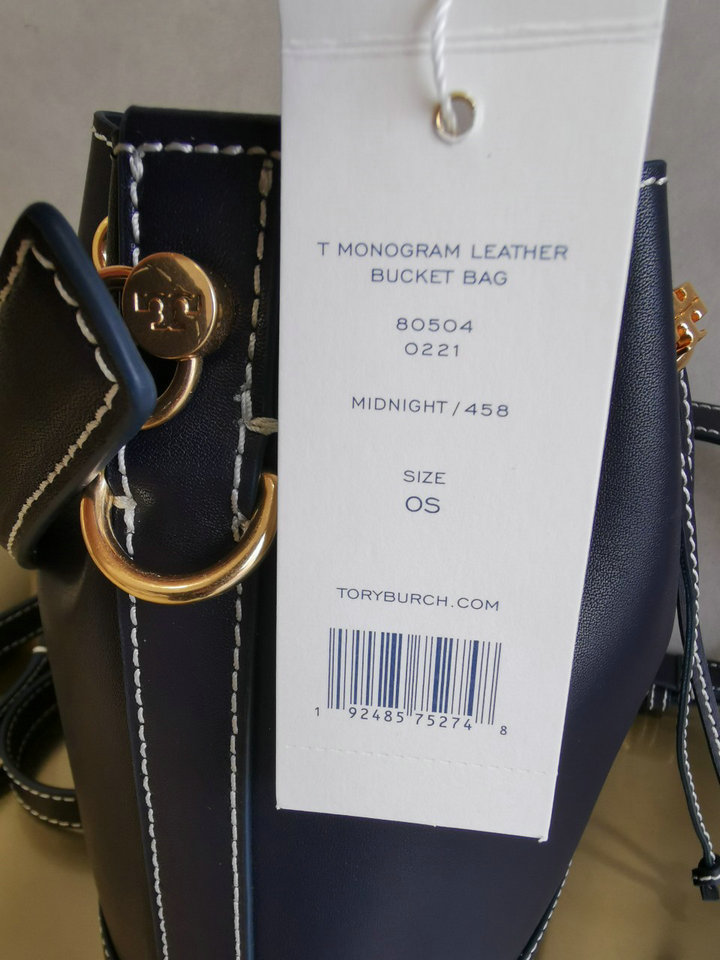 T MONOGRAM LEATHER
BUCKET BAG
80504
0221
MIDNIGHT / 458
SIZE
OS
TORYBURCH.COM
1 92485 75274 8